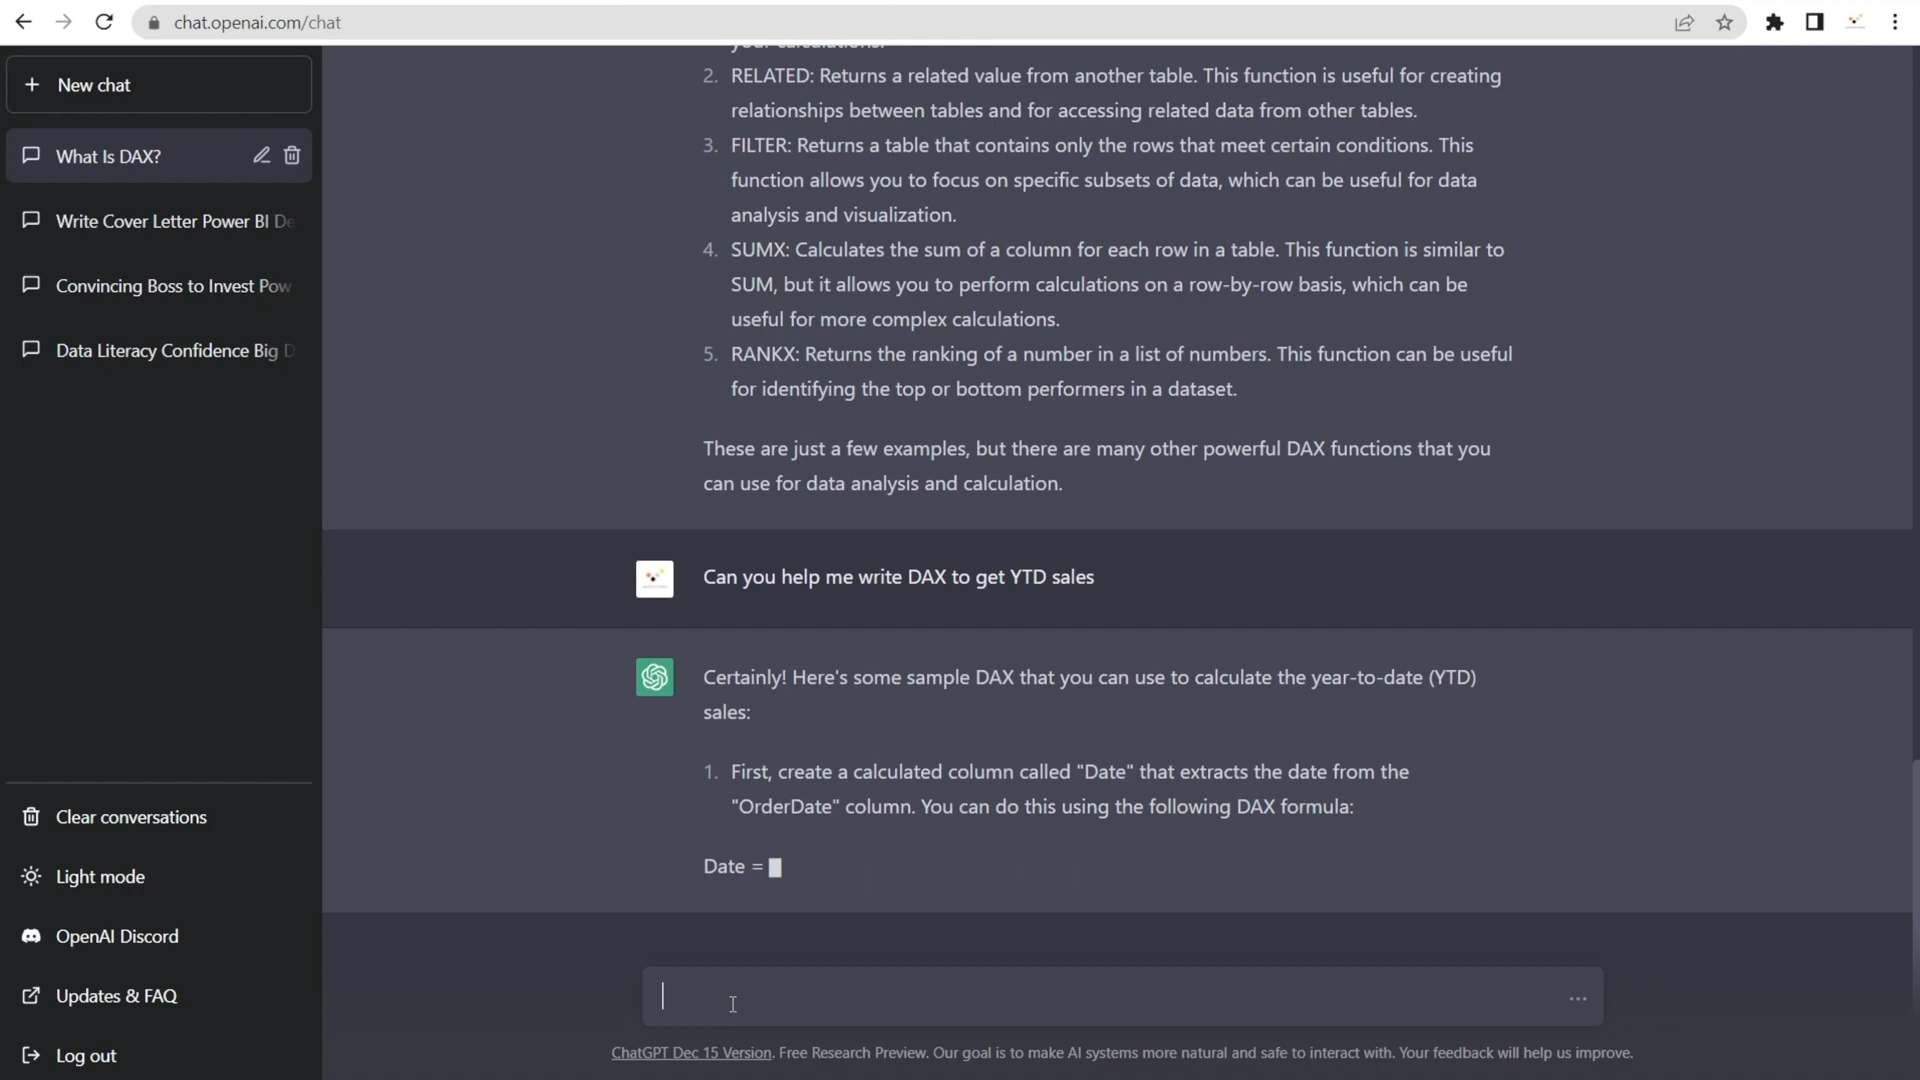 chat.openai.com/chat
New chat
What Is DAX?
Write Cover Letter Power BI De
Convincing Boss to Invest Pow
Data Literacy Confidence Big D
Clear conversations
Light mode
OpenAI Discord
Updates & FAQ
Log out
your calculations.
2. RELATED: Returns a related value from another table. This function is useful for creating
relationships between tables and for accessing related data from other tables.
3. FILTER: Returns a table that contains only the rows that meet certain conditions. This
function allows you to focus on specific subsets of data, which can be useful for data
analysis and visualization.
4. SUMX: Calculates the sum of a column for each row in a table. This function is similar to
SUM, but it allows you to perform calculations on a row-by-row basis, which can be
useful for more complex calculations.
5. RANKX: Returns the ranking of a number in a list of numbers. This function can be useful
for identifying the top or bottom performers in a dataset.
These are just a few examples, but there are many other powerful DAX functions that you
can use for data analysis and calculation.
Can you help me write DAX to get YTD sales
Certainly! Here's some sample DAX that you can use to calculate the year-to-date (YTD)
sales:
1. First, create a calculated column called "Date" that extracts the date from the
"OrderDate" column. You can do this using the following DAX formula:
Date =
ChatGPT Dec 15 Version. Free Research Preview. Our goal is to make AI systems more natural and safe to interact with. Your feedback will help us improve.